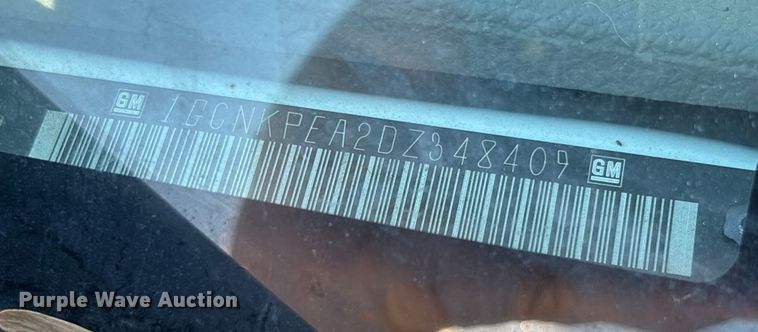 GM 1GCNKPEA2DZ348409 GM
Purple Wave Auction